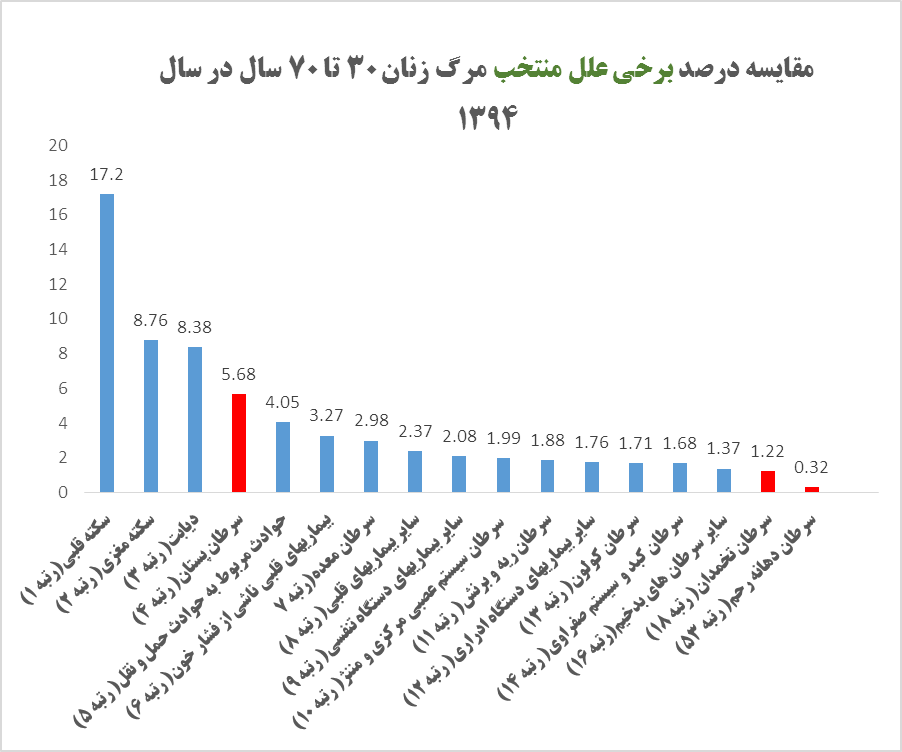 مقایسه درصد برخی علل منتخب مرگ زنان ۳۰ تا ۷۰ سال در سال
۱۳۹۴
20
18
16
14
12
10
8
6
4
2
0
17.2
8.76
8.38
5.68
4.05
3.27
2.98
2.37
2.08
1.99
1.88
1.76
1.71
1.68
1.37
1.22
0.32
سکته قلبی(رتبه ۱)
سکته مغزی( رتبه ۲)
دیابت( رتبه ۳)
سرطان پستان( رتبه ۴)
حوادث مربوط به حوادث حمل و نقل( رتبه ۵)
بیماریهای قلبی ناشی از فشار خون( رتبه ۶)
سرطان معده(رتبه ۷
سایر بیماریهای قلبی( رتبه ۸)
سایر بیماریهای دستگاه تنفسی( رتبه ۹)
سرطان سیستم عصبی مرکزی و مننژ( رتبه ۱۰)
سرطان ریه و برنش( رتبه ۱۱)
سایر بیماریهای دستگاه ادراری( رتبه ۱۲)
سرطان کولون( رتبه ۱۳)
سرطان کبد و سیستم صفراوی( رتبه ۱۴)
سایر سرطان های بدخیم(رتبه ۱۶)
سرطان تخمدان( رتبه ۱۸)
سرطان دهانه رحم(رتبه ۵۳)